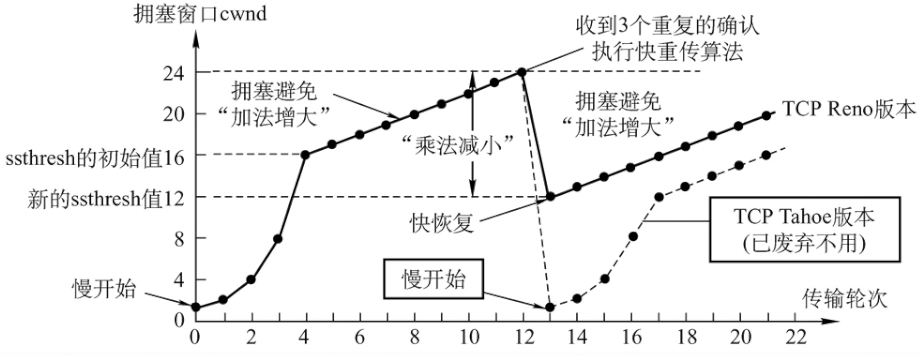 拥塞窗口cwnd
收到3个重复的确认
执行快重传算法
24
拥塞避免
“加法增大”
拥塞避免
“加法增大”
TCP Reno版本
20
“乘法减小”
ssthresh的初始值16
新的ssthresh值12
快恢复
TCP Tahoe版本
(已废弃不用)
8
慢开始
慢开始
4
传输轮次
0
0 2 4 6 8 10 12 14 16 18 20 22